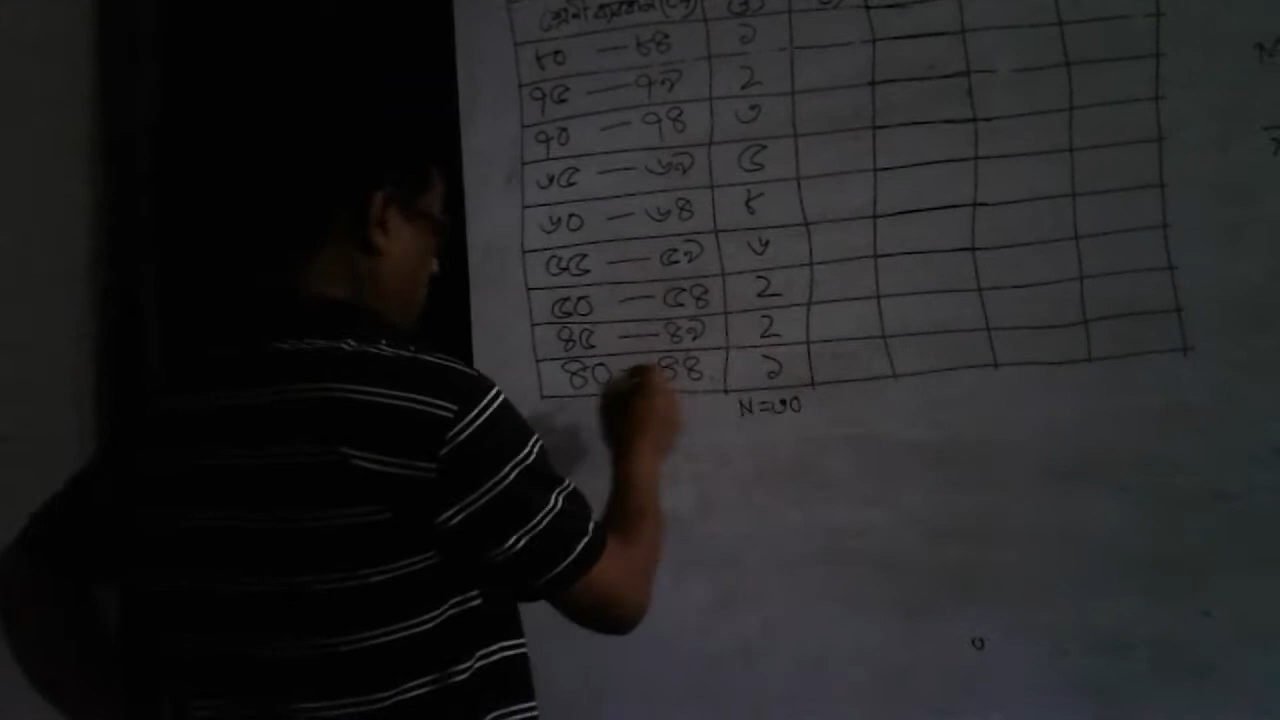 শ্রেণী ব্যবধান
৮০ — ৮৪ ১
৭৫ — ৭৯ ২
৭০ — ৭৪ ৩
৬৫ — ৬৯ ৫
৬০ — ৬৪ ৮
৫৫ — ৫৯ ৬
৫০ — ৫৪ ২
৪৫ — ৪৯ ২
৪০ — ৪৪ ১
N=৩০